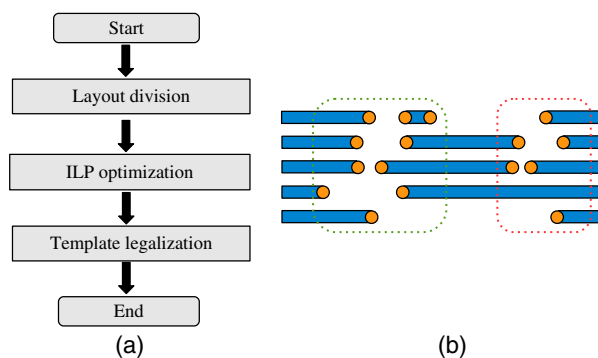 Start
Layout division
ILP optimization
Template legalization
End
(a)
(b)